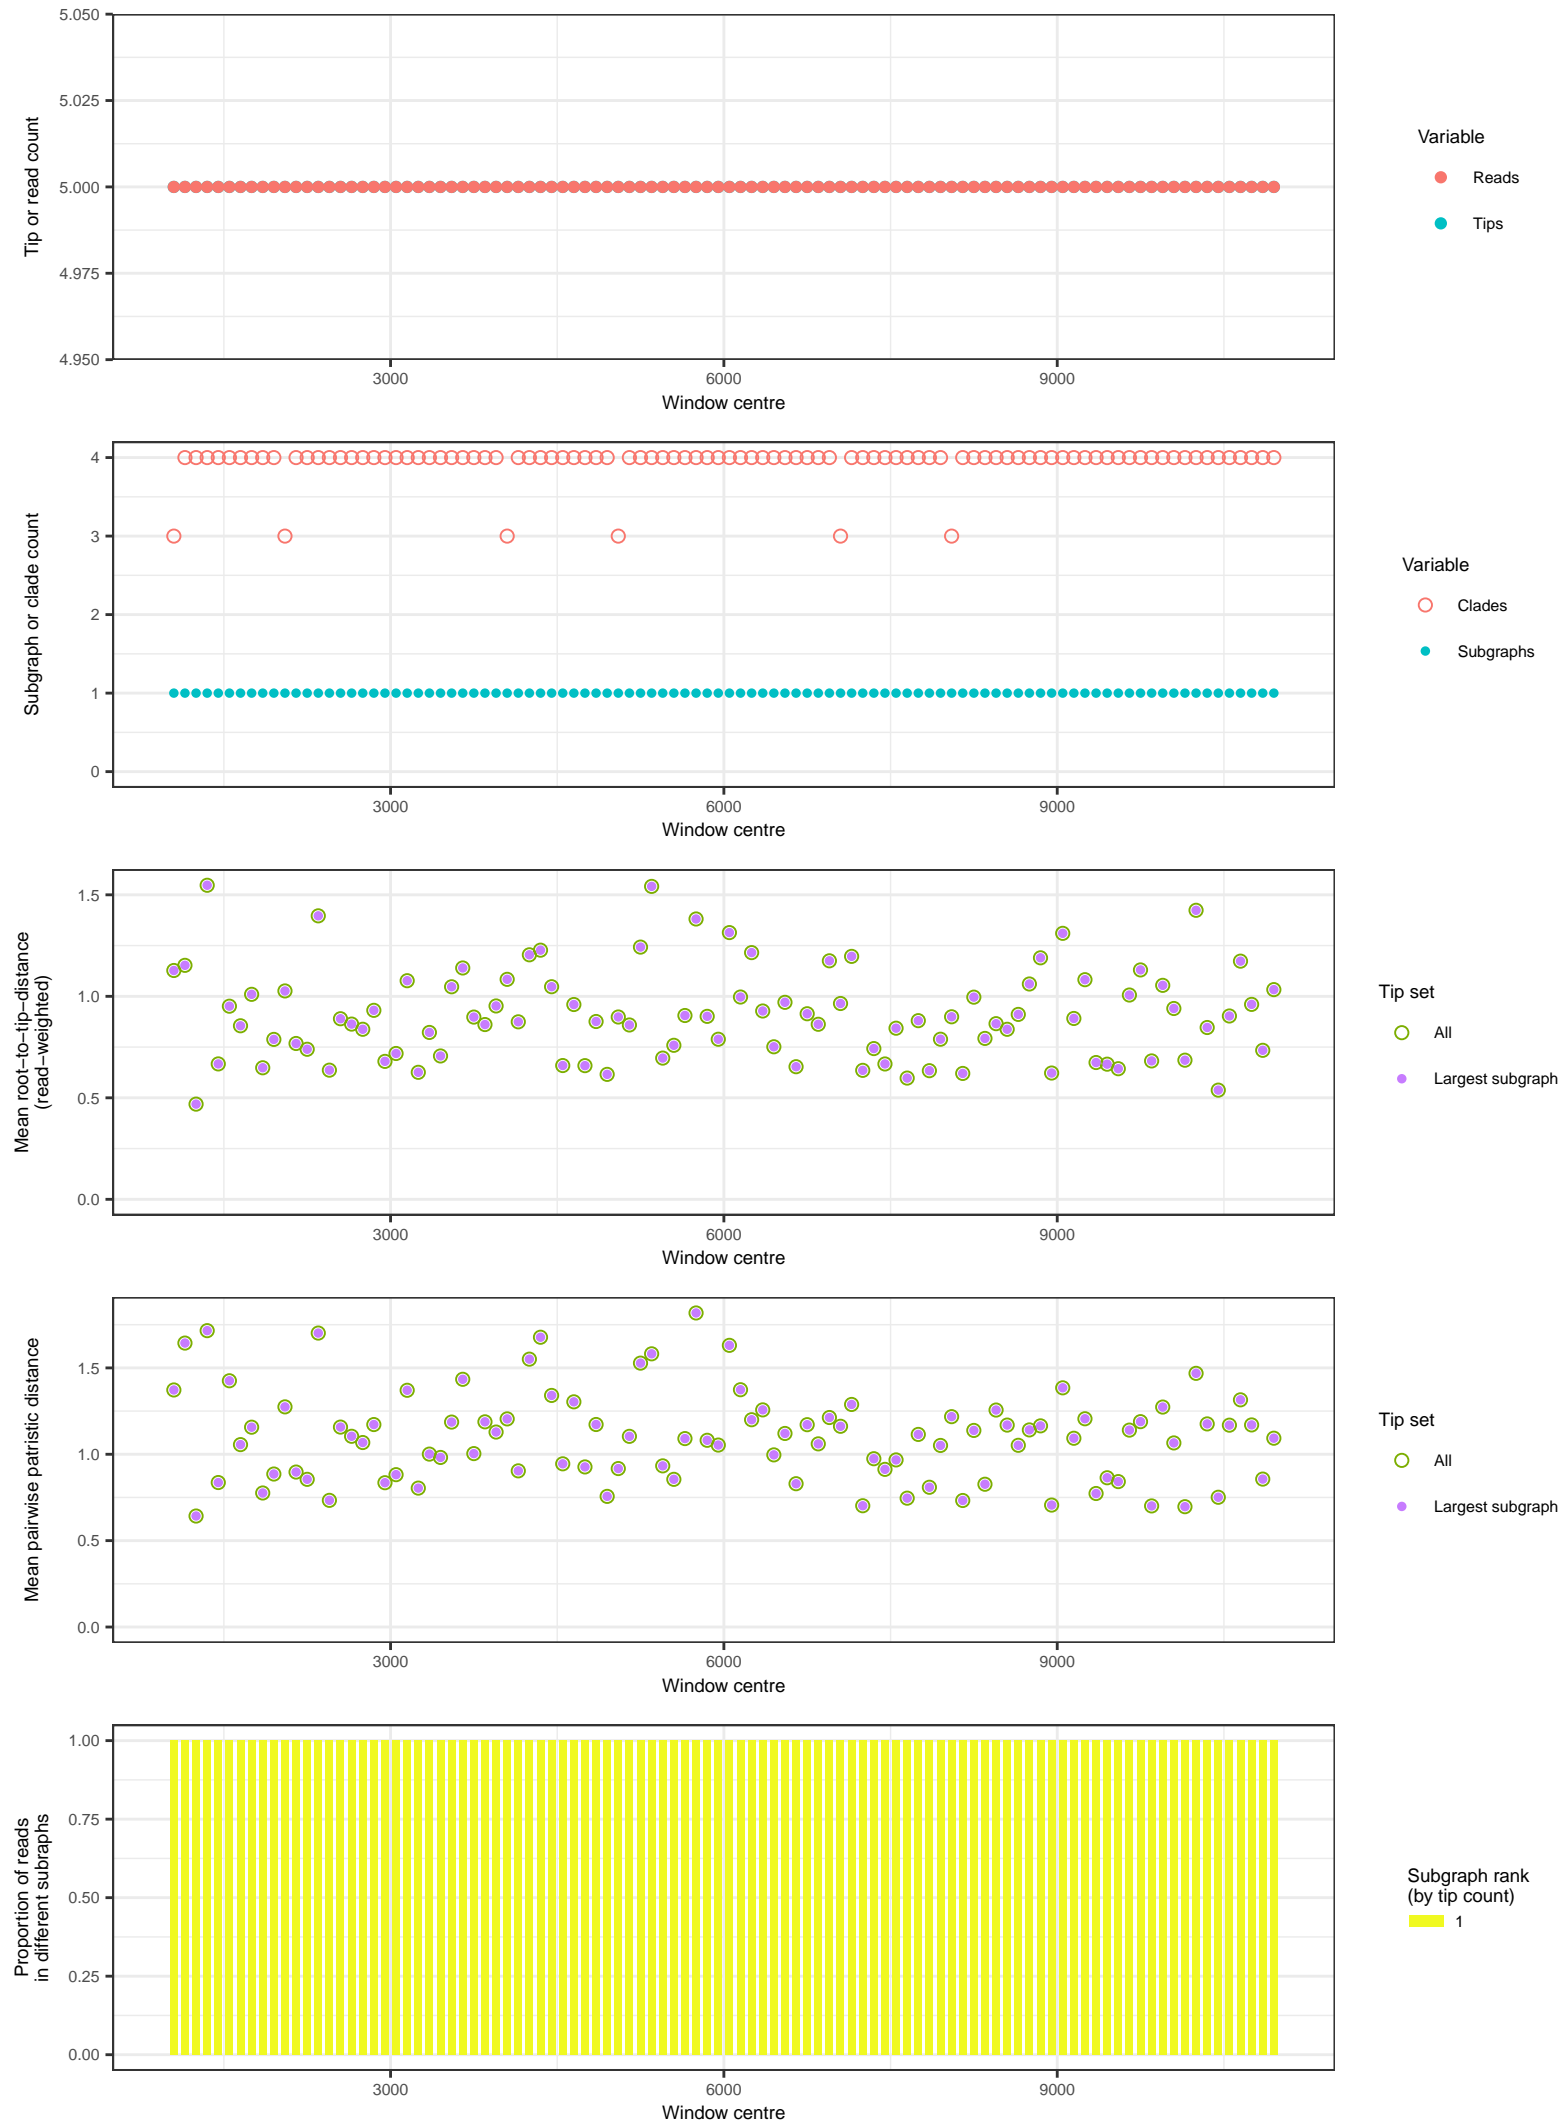 5.050
5.025
5.000
4.975
4.950
Tip or read count
3000 6000 9000
Window centre
Variable
Reads
Tips
4
3
2
1
0
Subgraph or clade count
3000 6000 9000
Window centre
Variable
Clades
Subgraphs
1.5
1.0
0.5
0.0
Mean root−to−tip−distance
(read−weighted)
3000 6000 9000
Window centre
Tip set
All
Largest subgraph
1.5
1.0
0.5
0.0
Mean pairwise patristic distance
3000 6000 9000
Window centre
Tip set
All
Largest subgraph
1.00
0.75
0.50
0.25
0.00
Proportion of reads
in different subraphs
3000 6000 9000
Window centre
Subgraph rank
(by tip count)
1